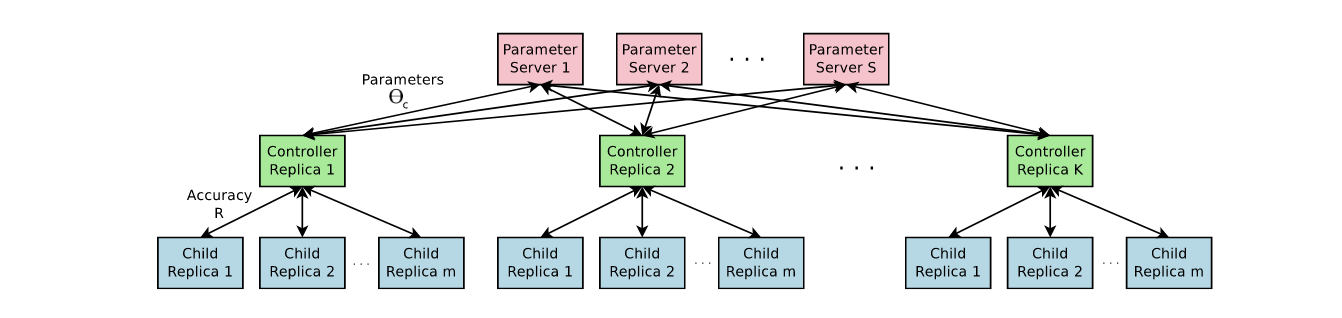 Parameter
Server 1
Parameter
Server 2
. . .
Parameter
Server S
Parameters
Θc
Controller
Replica 1
Controller
Replica 2
. . .
Controller
Replica K
Accuracy
R
Child
Replica 1
Child
Replica 2
. . .
Child
Replica m
Child
Replica 1
Child
Replica 2
. . .
Child
Replica m
Child
Replica 1
Child
Replica 2
. . .
Child
Replica m